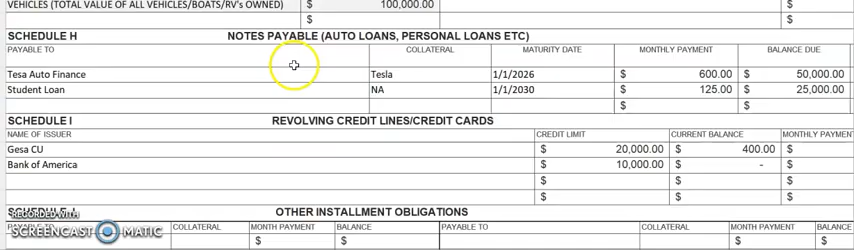 VEHICLES (TOTAL VALUE OF ALL VEHICLES/BOATS/RV's OWNED) $ 100,000.00 $
$ $
SCHEDULE H NOTES PAYABLE (AUTO LOANS, PERSONAL LOANS ETC)
PAYABLE TO COLLATERAL MATURITY DATE MONTHLY PAYMENT BALANCE DUE
Tesa Auto Finance Tesla 1/1/2026 $ 600.00 $ 50,000.00
Student Loan NA 1/1/2030 $ 125.00 $ 25,000.00
$ $
SCHEDULE I REVOLVING CREDIT LINES/CREDIT CARDS
NAME OF ISSUER CREDIT LIMIT CURRENT BALANCE MONTHLY PAYMENT
Gesa CU $ 20,000.00 $ 400.00 $
Bank of America $ 10,000.00 $ - $
$ $ $
$ $ $
SCHEDULE J OTHER INSTALLMENT OBLIGATIONS
RECORDED WITH
PAYABLE TO COLLATERAL MONTH PAYMENT BALANCE PAYABLE TO COLLATERAL MONTH PAYMENT BALANCE
SCREENCAST MATIC
$ $ $ $